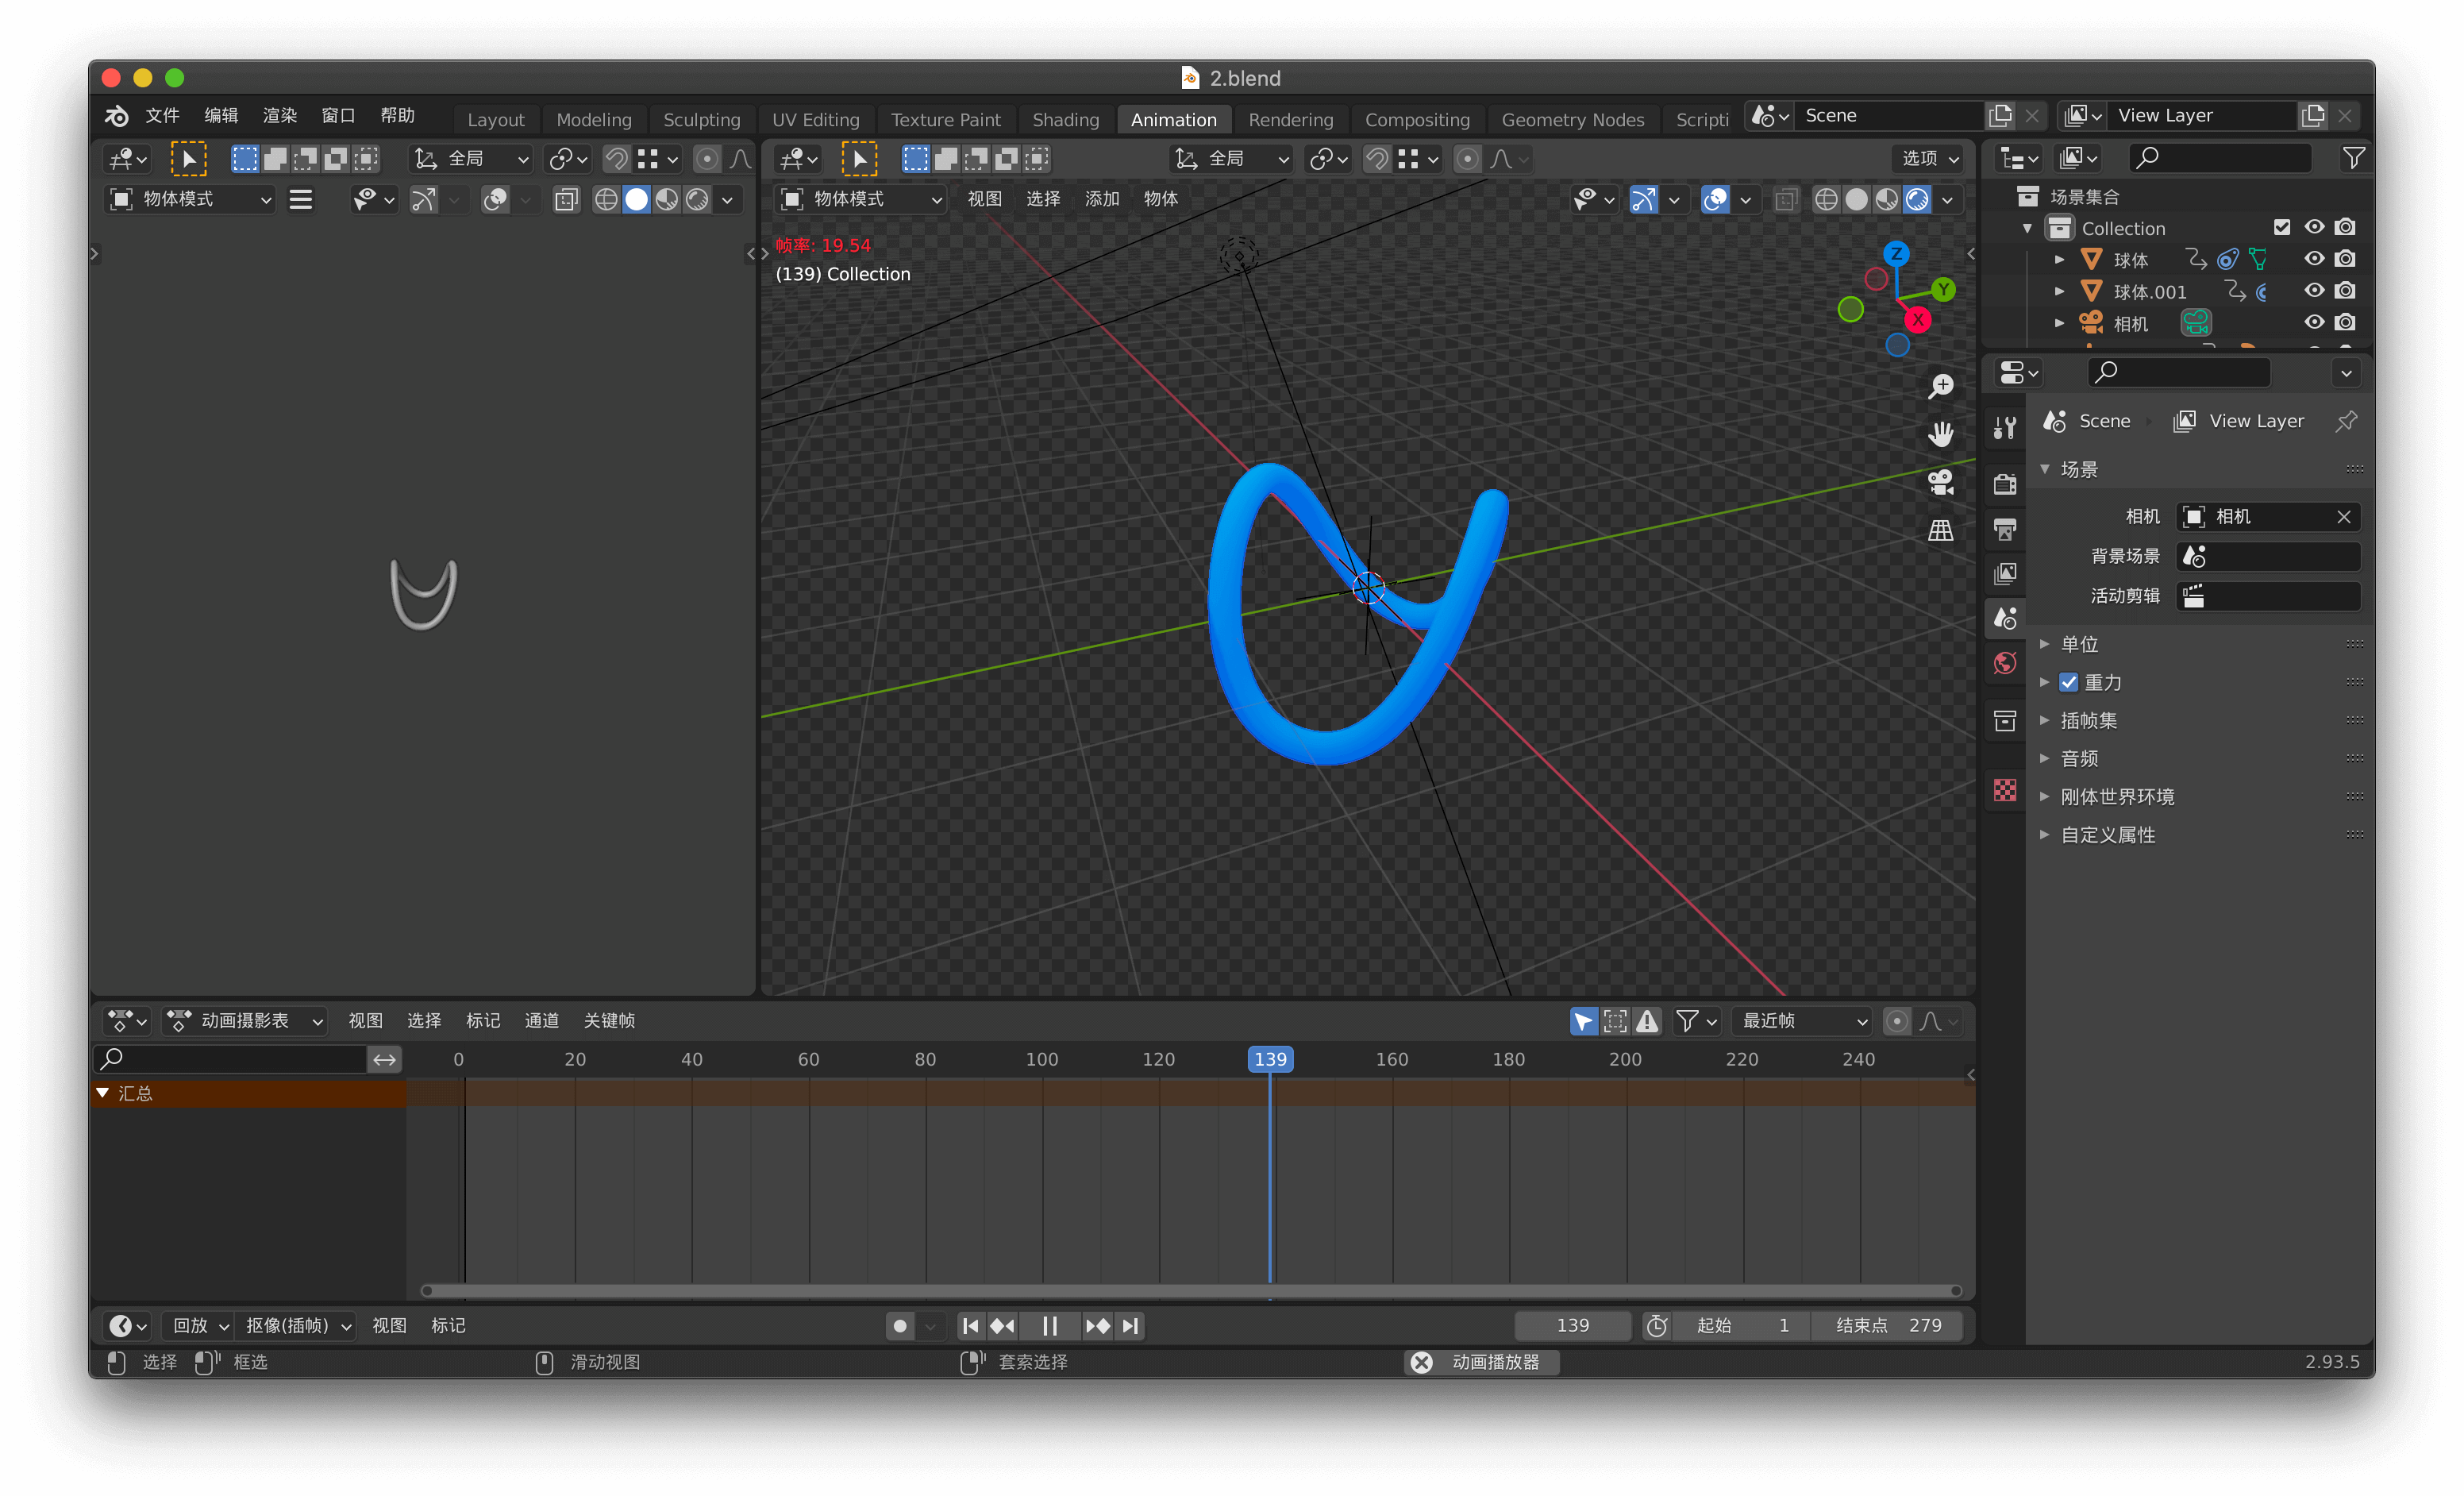 2.blend
文件 编辑 渲染 窗口 帮助 Layout Modeling Sculpting UV Editing Texture Paint Shading Animation Rendering Compositing Geometry Nodes Scripti Scene View Layer
全局 全局 选项
物体模式 物体模式 视图 选择 添加 物体
帧率: 19.54
(139) Collection
Z
Y
X
场景集合
Collection
球体
球体.001
相机
Scene View Layer
场景
相机 相机
背景场景
活动剪辑
单位
重力
插帧集
音频
刚体世界环境
自定义属性
动画摄影表 视图 选择 标记 通道 关键帧 最近帧
0 20 40 60 80 100 120 139 160 180 200 220 240
汇总
回放 抠像(插帧) 视图 标记 139 起始 1 结束点 279
选择 框选 滑动视图 套索选择 动画播放器 2.93.5